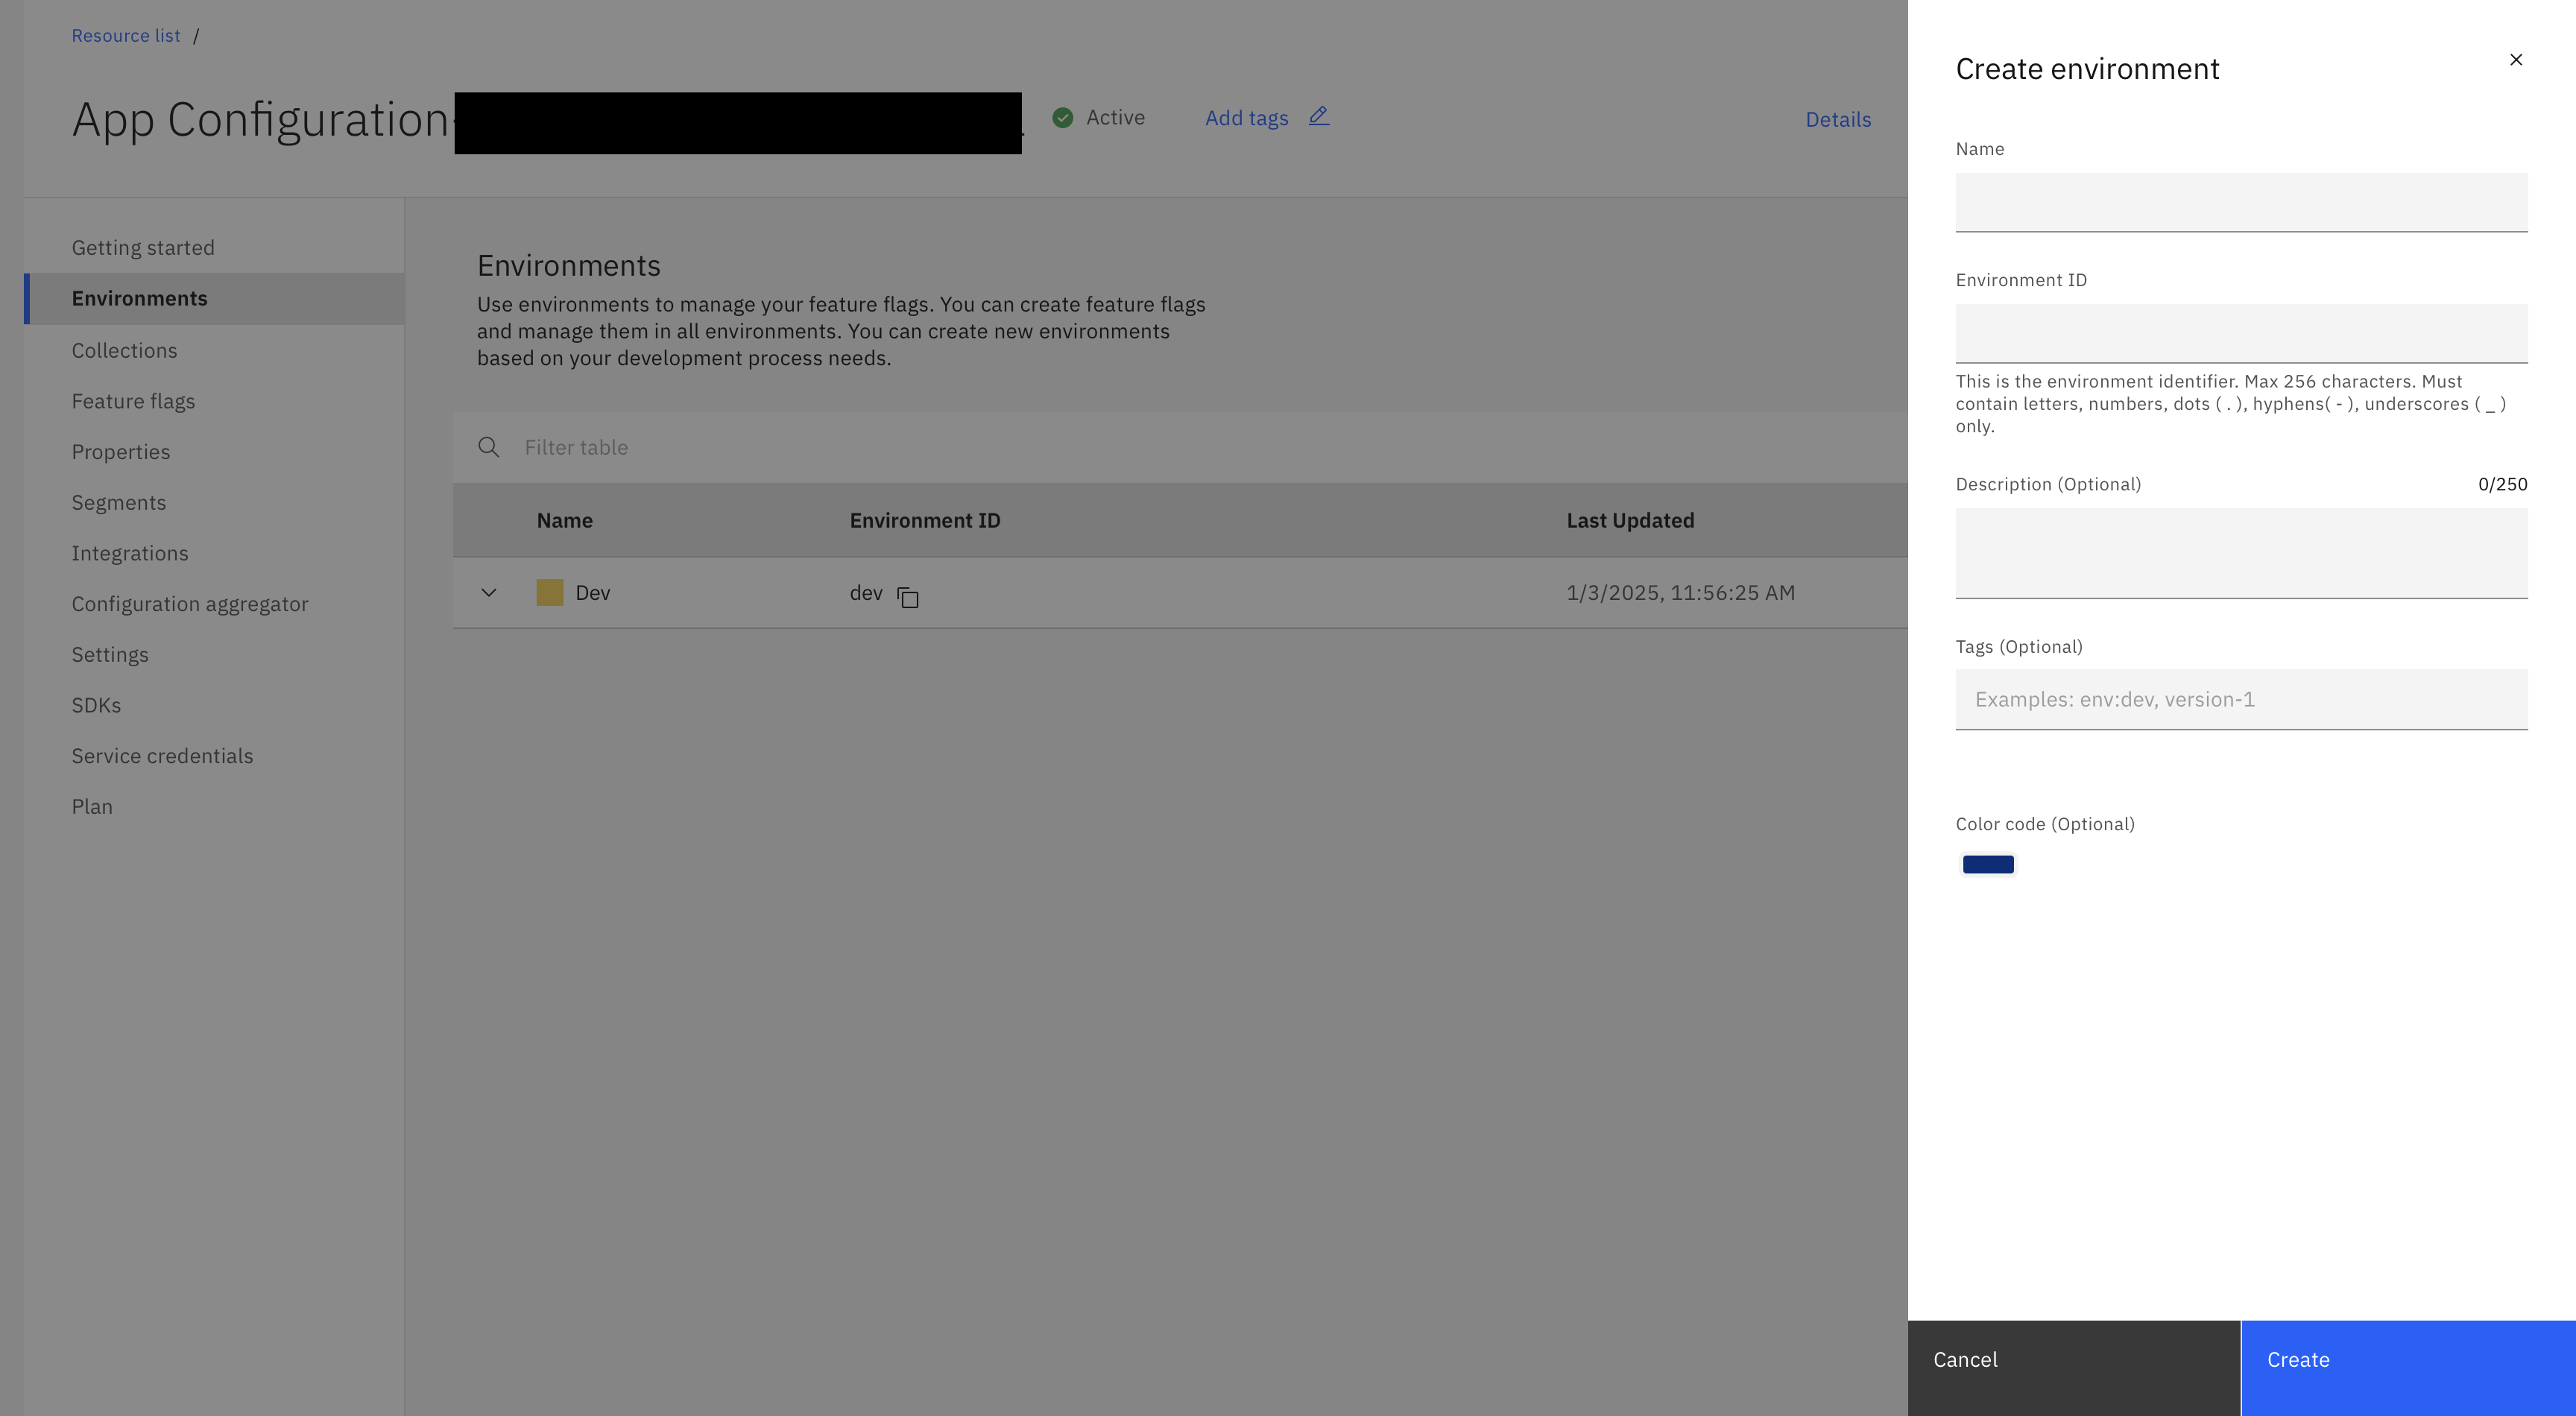 Resource list /
App Configuration
Active
Add tags
Details
Getting started
Environments
Collections
Feature flags
Properties
Segments
Integrations
Configuration aggregator
Settings
SDKs
Service credentials
Plan
Environments
Use environments to manage your feature flags. You can create feature flags
and manage them in all environments. You can create new environments
based on your development process needs.
Filter table
Name Environment ID Last Updated
Dev dev 1/3/2025, 11:56:25 AM
Create environment
Name
Environment ID
This is the environment identifier. Max 256 characters. Must
contain letters, numbers, dots ( . ), hyphens( - ), underscores ( _ )
only.
Description (Optional) 0/250
Tags (Optional)
Examples: env:dev, version-1
Color code (Optional)
Cancel
Create